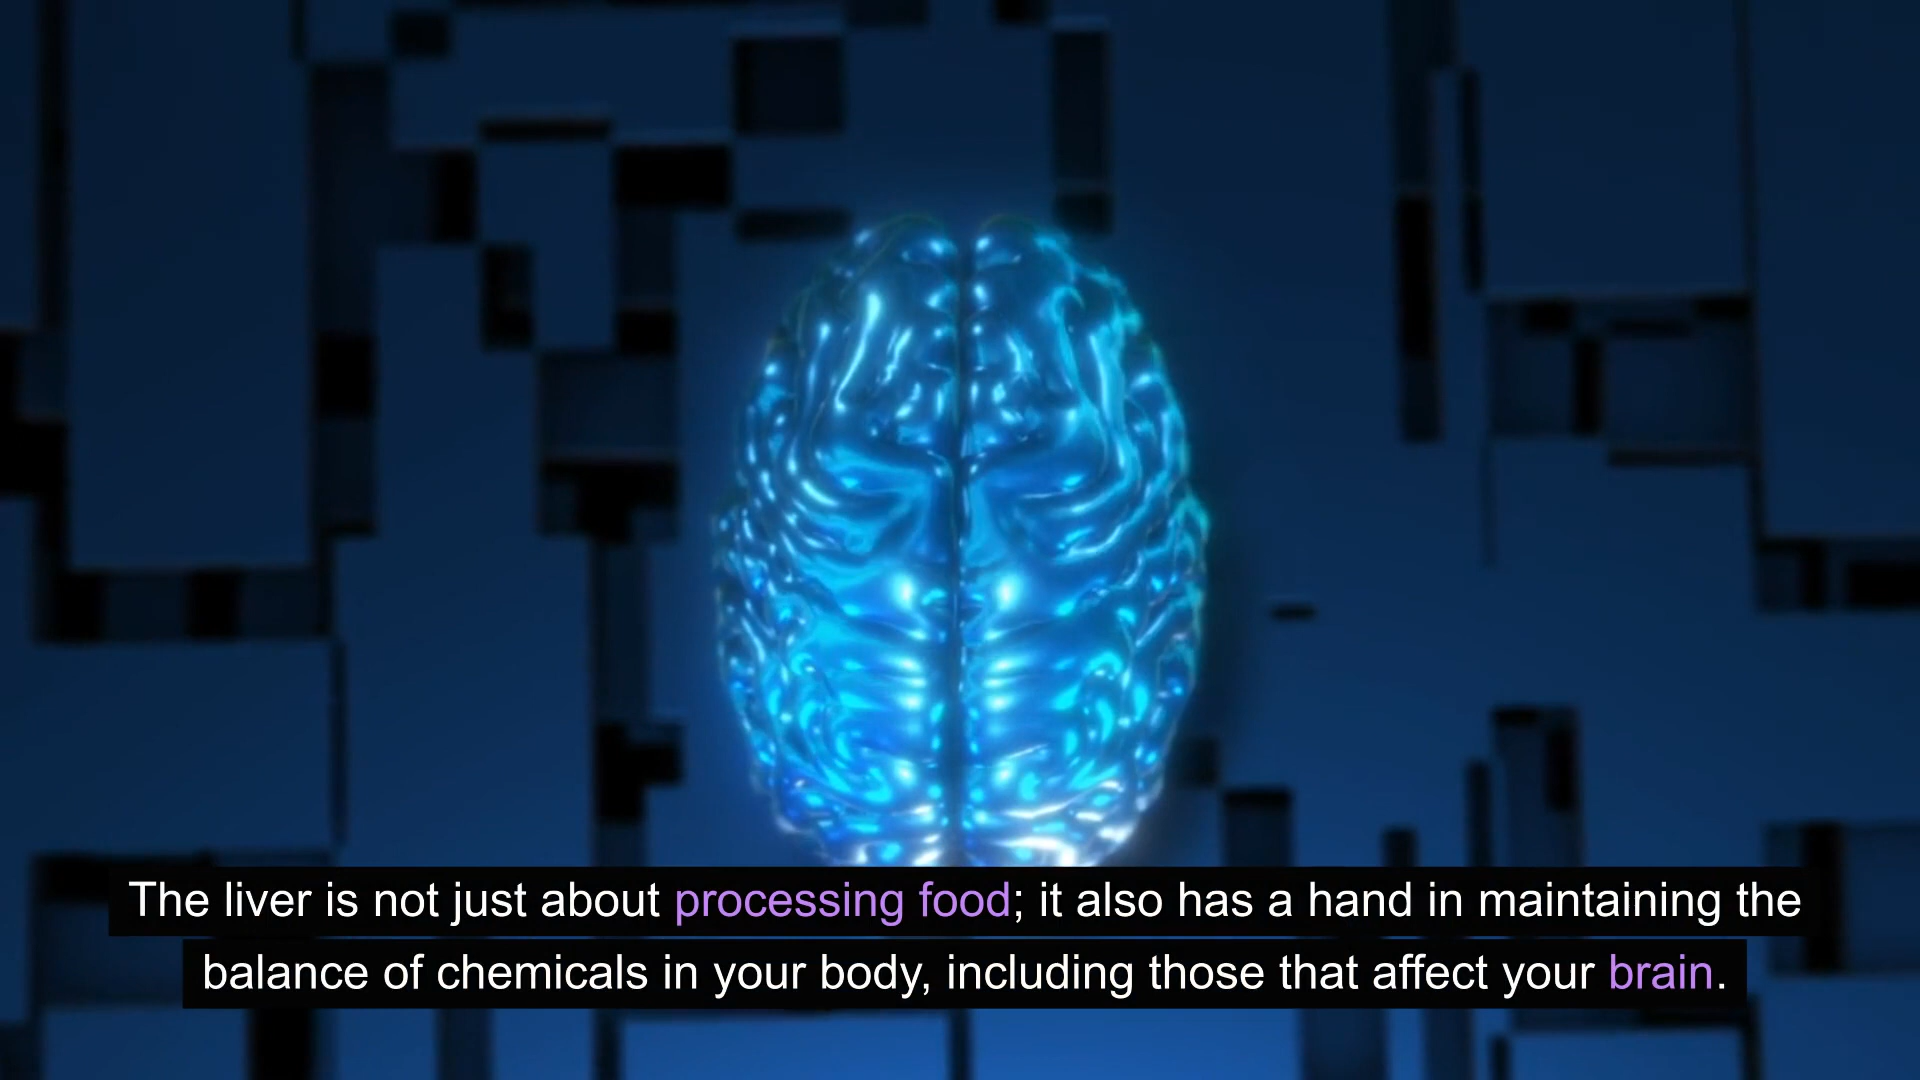 The liver is not just about processing food; it also has a hand in maintaining the
balance of chemicals in your body, including those that affect your brain.